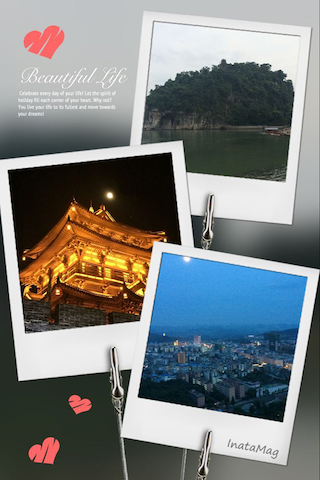 Beautiful Life
Celebrate every day of your life! Let the spirit of
holiday fill each corner of your heart. Why not?
You live your life to its fullest and move towards
your dreams!
InstaMag